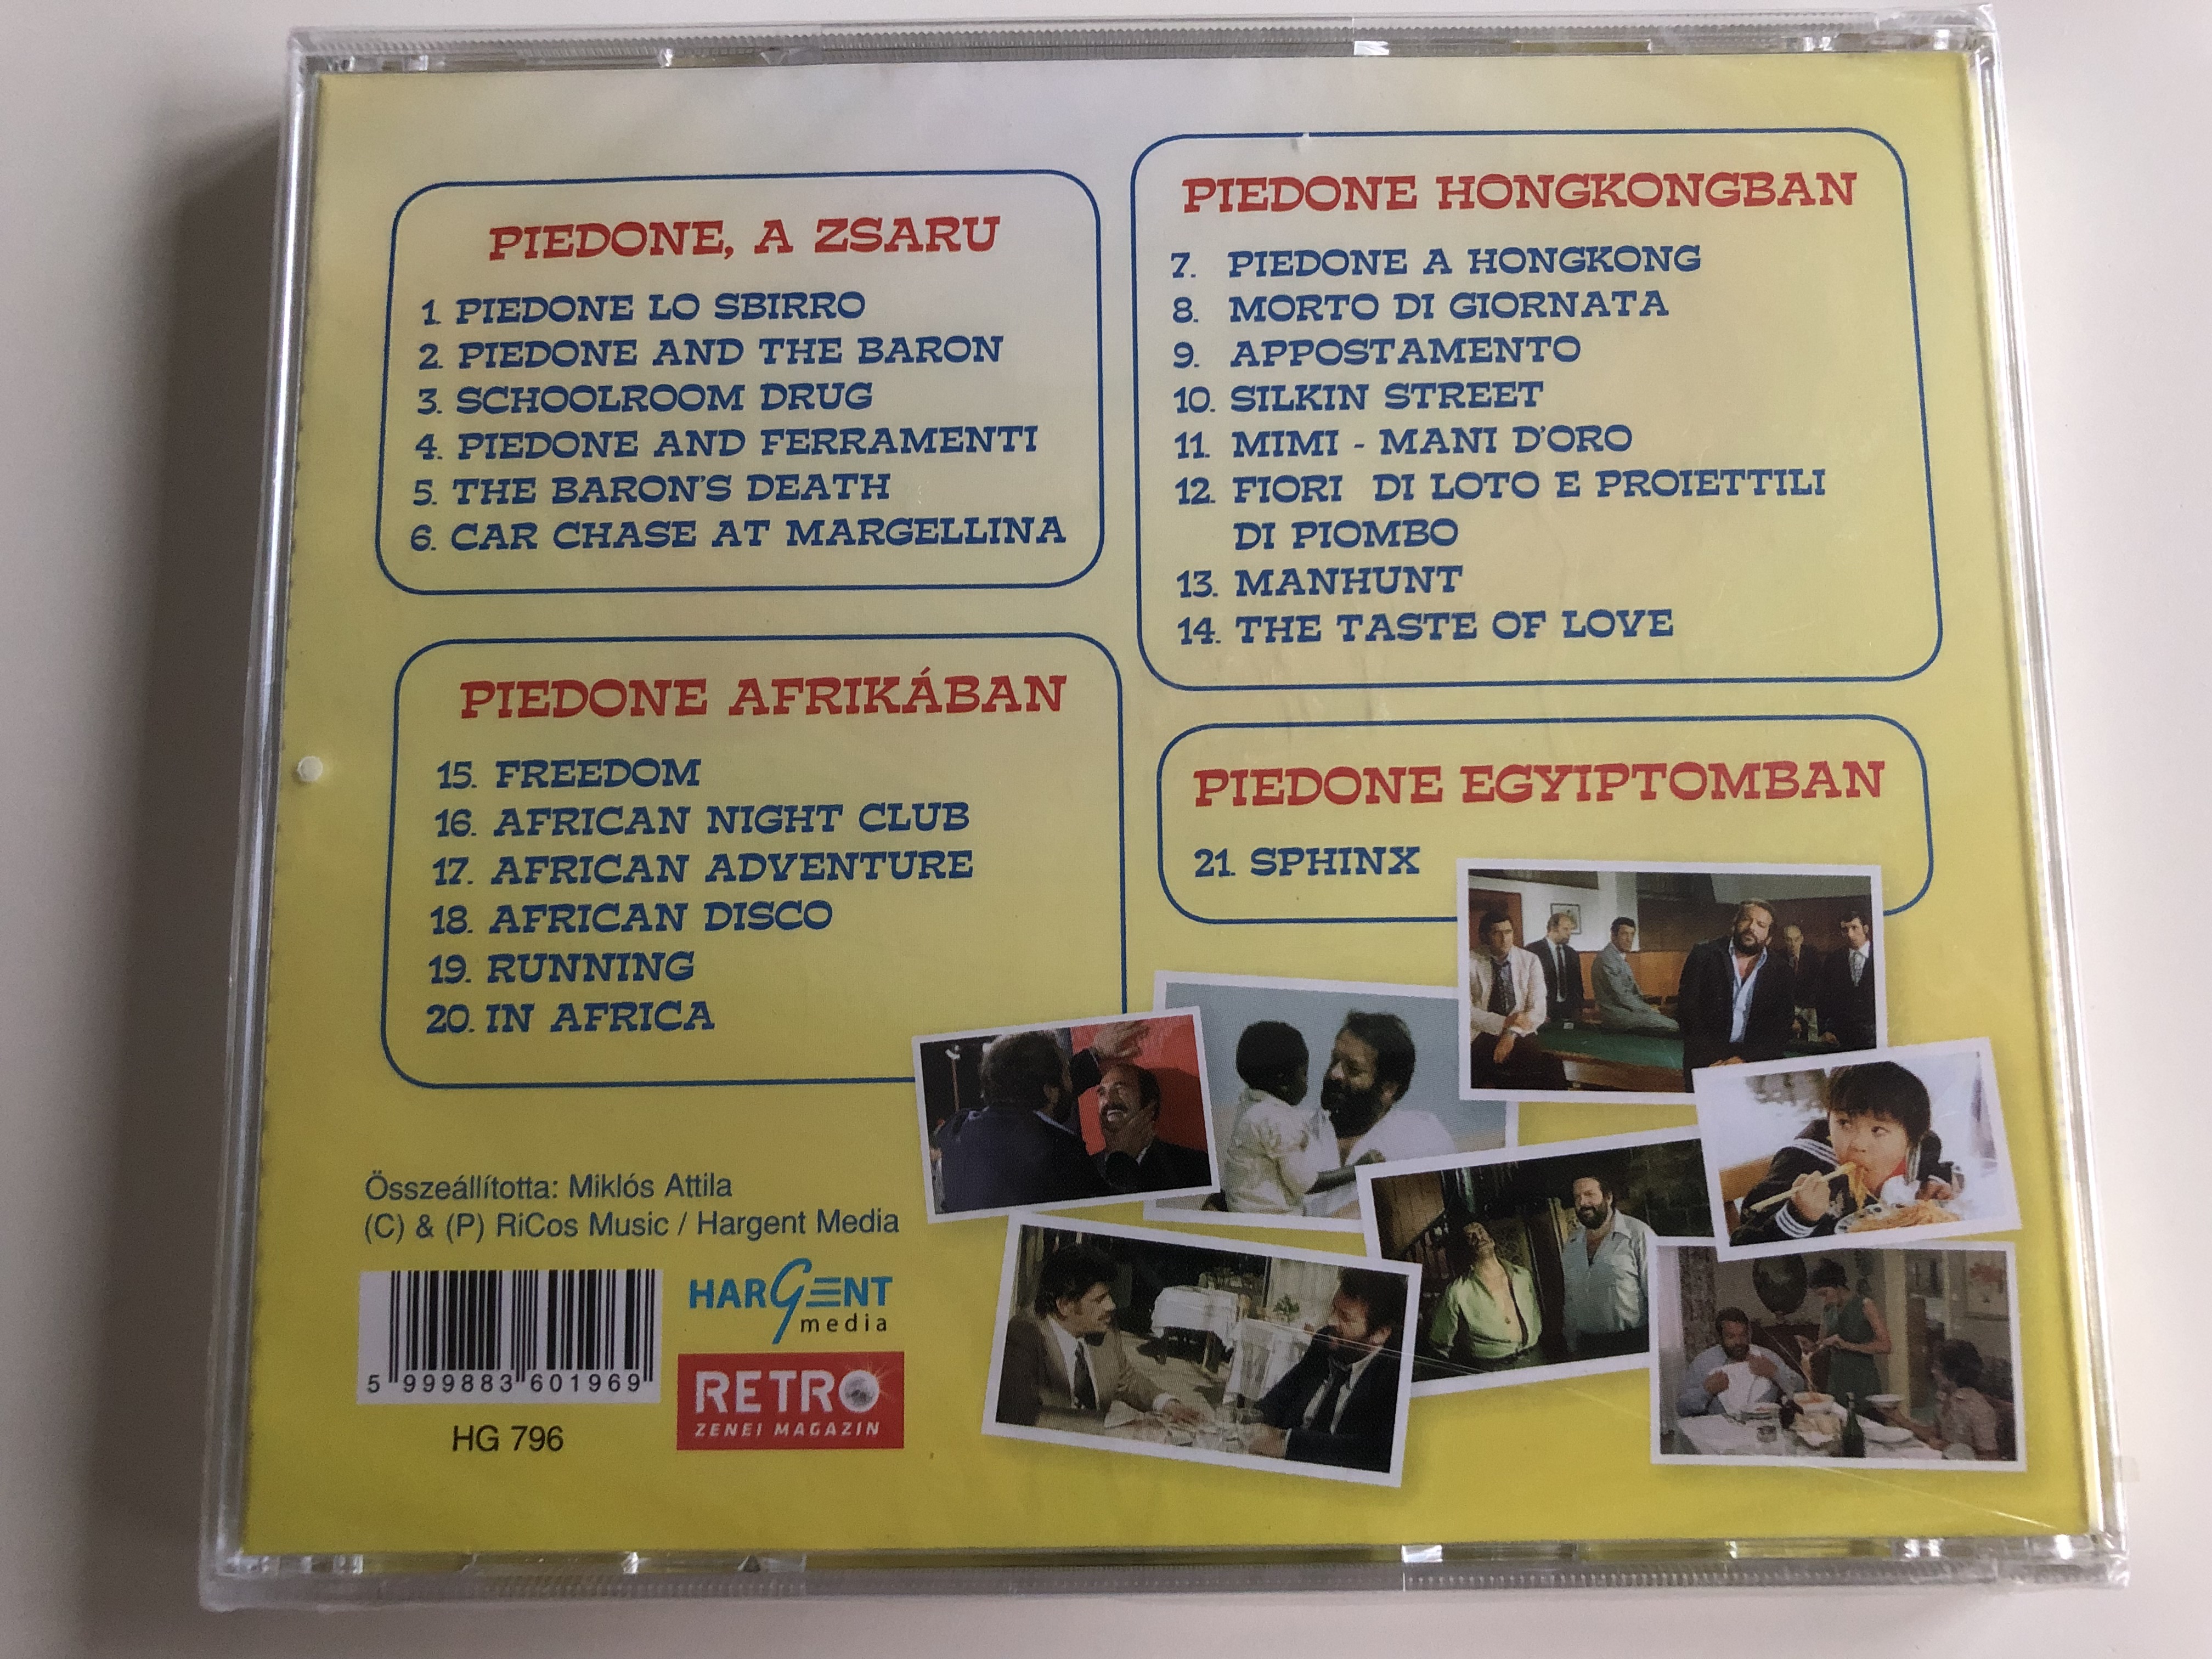 PIEDONE, A ZSARU
1. PIEDONE LO SBIRRO
2. PIEDONE AND THE BARON
3. SCHOOLROOM DRUG
4. PIEDONE AND FERRAMENTI
5. THE BARON'S DEATH
6. CAR CHASE AT MARGELLINA
PIEDONE HONGKONGBAN
7. PIEDONE A HONGKONG
8. MORTO DI GIORNATA
9. APPOSTAMENTO
10. SILKIN STREET
11. MIMI - MANI D'ORO
12. FIORI DI LOTO E PROIETTILI
DI PIOMBO
13. MANHUNT
14. THE TASTE OF LOVE
PIEDONE AFRIKÁBAN
15. FREEDOM
16. AFRICAN NIGHT CLUB
17. AFRICAN ADVENTURE
18. AFRICAN DISCO
19. RUNNING
20. IN AFRICA
PIEDONE EGYIPTOMBAN
21. SPHINX
Összeállította: Miklós Attila
(C) & (P) RiCos Music / Hargent Media
HARGENT
media
5 999883 601969
RETRO
ZENEI MAGAZIN
HG 796